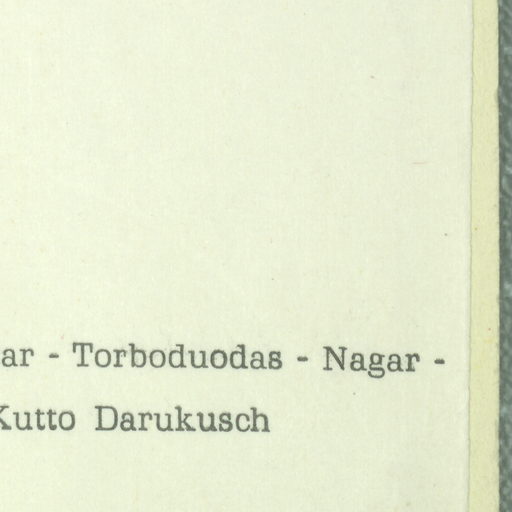 ar - Torboduodas - Nagar -
Kutto Darukusch